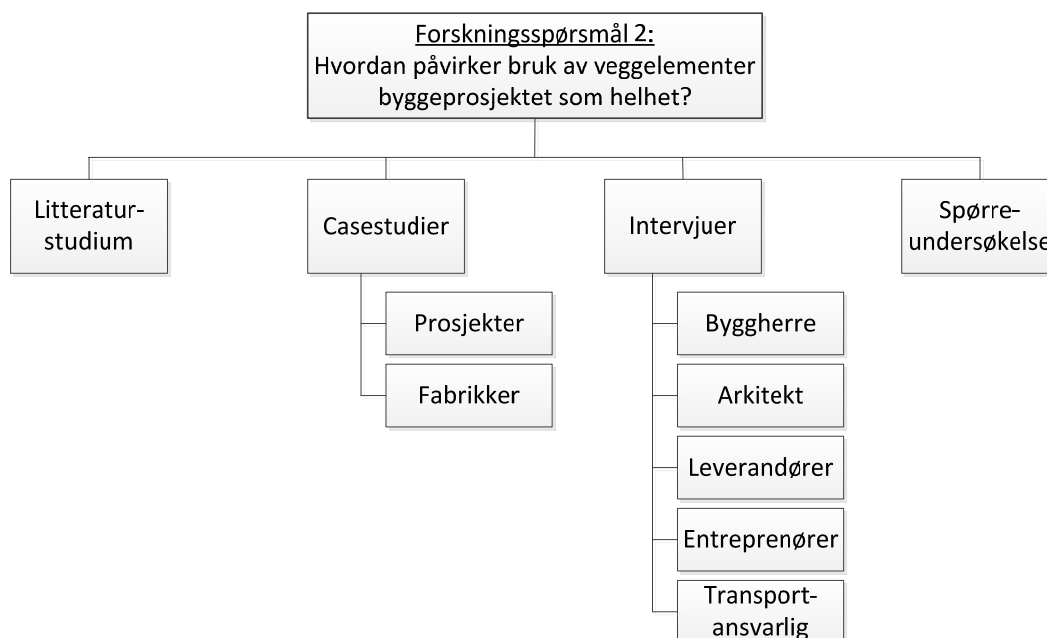 Forskningsspørsmål 2:
Hvordan påvirker bruk av veggelementer
byggeprosjektet som helhet?
Litteratur-
studium
Casestudier
Intervjuer
Spørre-
undersøkelse
Prosjekter
Fabrikker
Byggherre
Arkitekt
Leverandører
Entreprenører
Transport-
ansvarlig